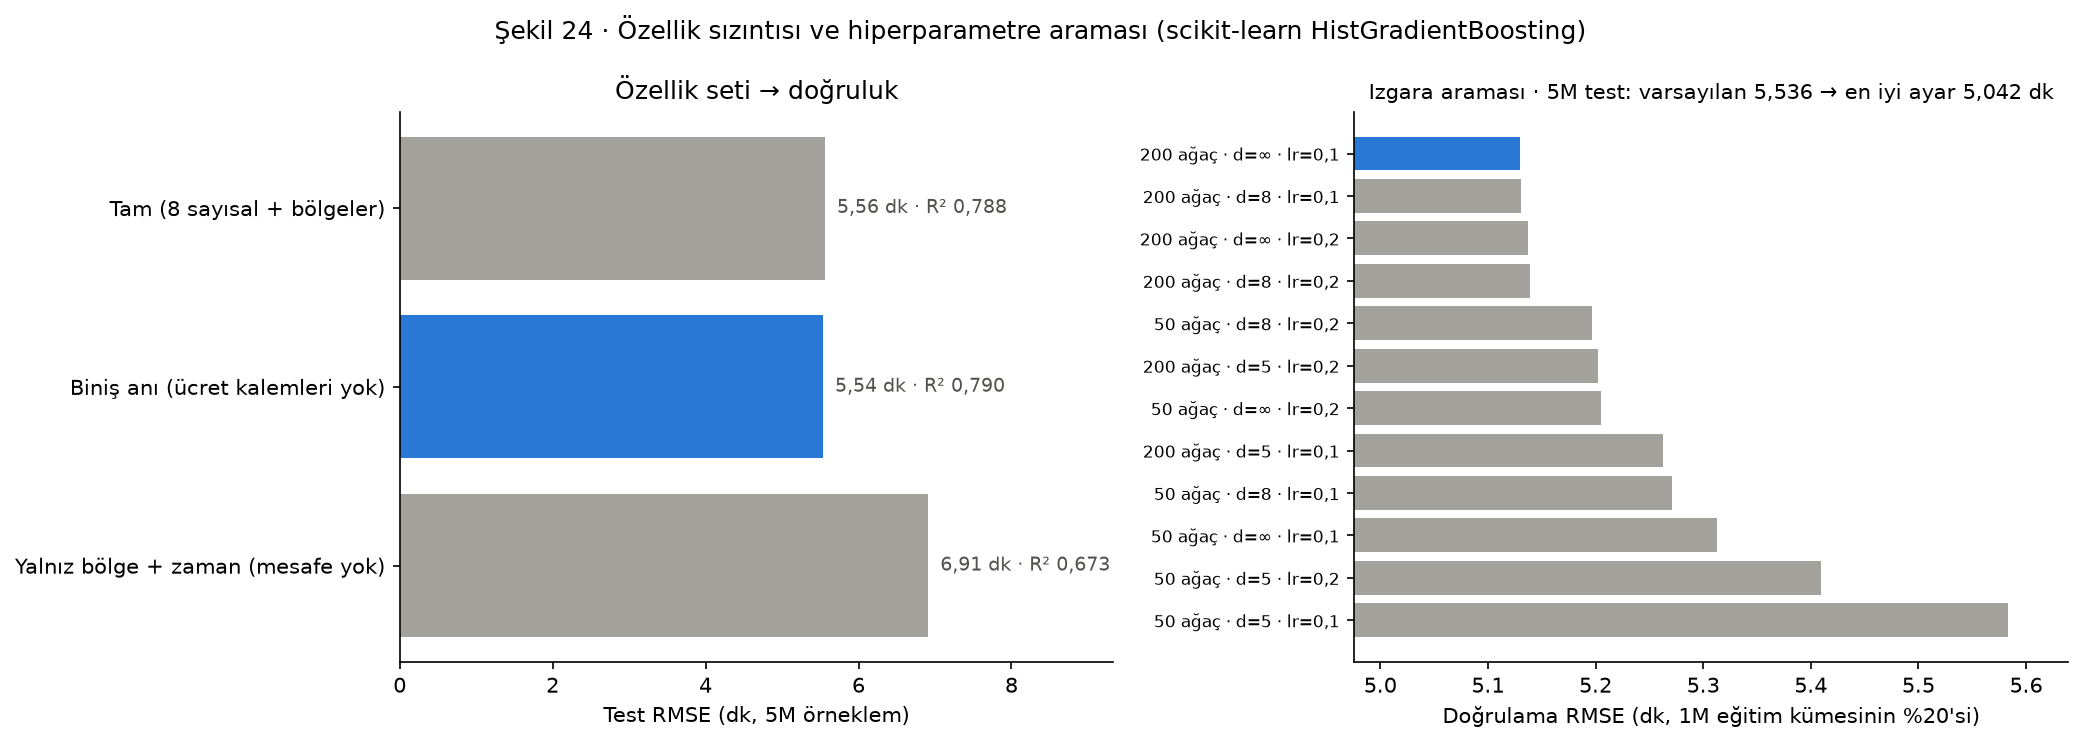 Şekil 24 · Özellik sızıntısı ve hiperparametre araması (scikit-learn HistGradientBoosting)
Özellik seti → doğruluk
Tam (8 sayısal + bölgeler)
5,56 dk · R² 0,788
Biniş anı (ücret kalemleri yok)
5,54 dk · R² 0,790
Yalnız bölge + zaman (mesafe yok)
6,91 dk · R² 0,673
0 2 4 6 8
Test RMSE (dk, 5M örneklem)
Izgara araması · 5M test: varsayılan 5,536 → en iyi ayar 5,042 dk
200 ağaç · d=∞ · lr=0,1
200 ağaç · d=8 · lr=0,1
200 ağaç · d=∞ · lr=0,2
200 ağaç · d=8 · lr=0,2
50 ağaç · d=8 · lr=0,2
200 ağaç · d=5 · lr=0,2
50 ağaç · d=∞ · lr=0,2
200 ağaç · d=5 · lr=0,1
50 ağaç · d=8 · lr=0,1
50 ağaç · d=∞ · lr=0,1
50 ağaç · d=5 · lr=0,2
50 ağaç · d=5 · lr=0,1
5.0 5.1 5.2 5.3 5.4 5.5 5.6
Doğrulama RMSE (dk, 1M eğitim kümesinin %20'si)